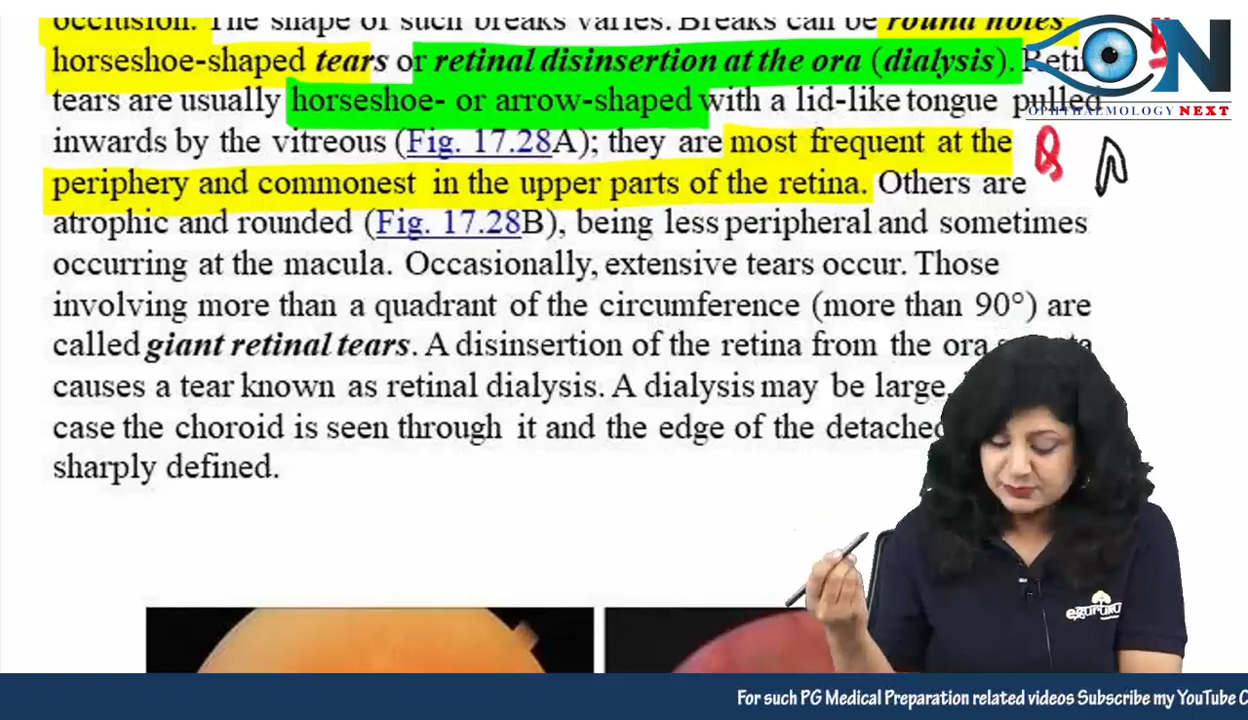 occlusion. The shape of such breaks varies. Breaks can be round holes,
horseshoe-shaped tears or retinal disinsertion at the ora (dialysis).
tears are usually horseshoe- or arrow-shaped with a lid-like tongue pulled
inwards by the vitreous (Fig. 17.28A); they are most frequent at the
periphery and commonest in the upper parts of the retina. Others are
atrophic and rounded (Fig. 17.28B), being less peripheral and sometimes
occurring at the macula. Occasionally, extensive tears occur. Those
involving more than a quadrant of the circumference (more than 90°) are
called giant retinal tears. A disinsertion of the retina from the ora
causes a tear known as retinal dialysis. A dialysis may be large,
case the choroid is seen through it and the edge of the detached
sharply defined.
ON
OPHTHALMOLOGY NEXT
egurukul
For such PG Medical Preparation related videos Subscribe my YouTube C